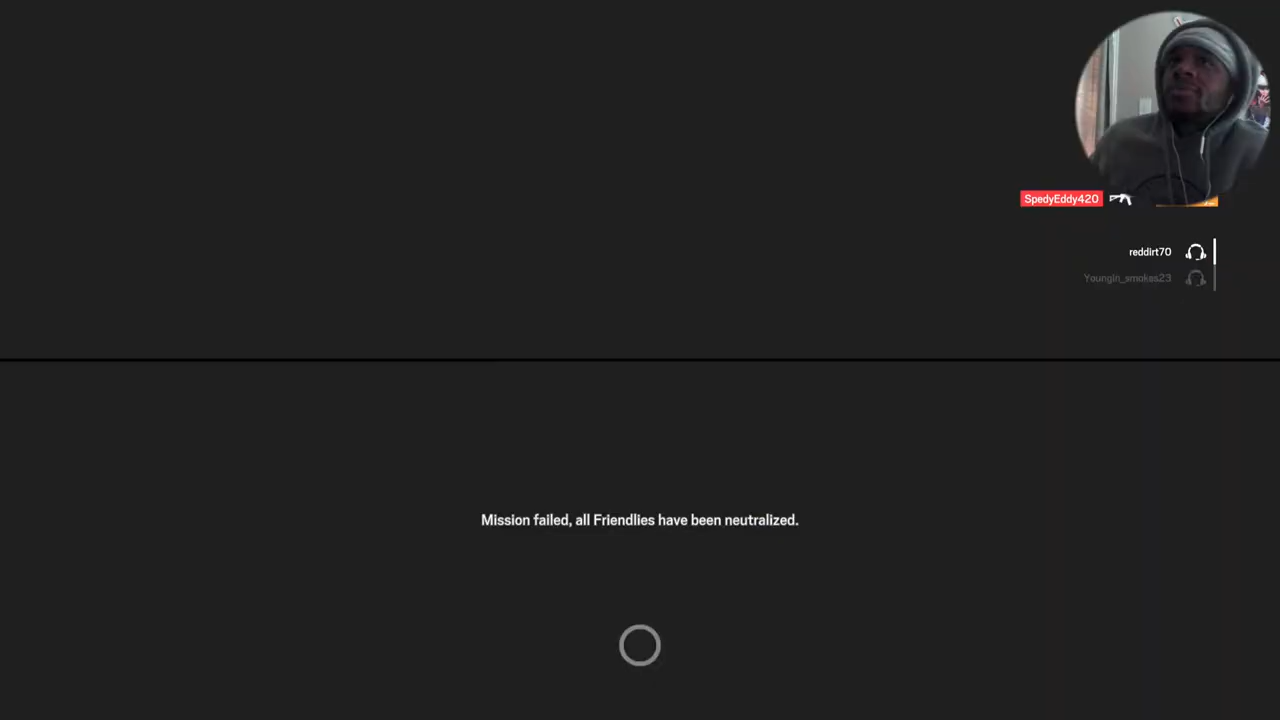 SpedyEddy420
reddirt70
Youngin_smokes23
Mission failed, all Friendlies have been neutralized.